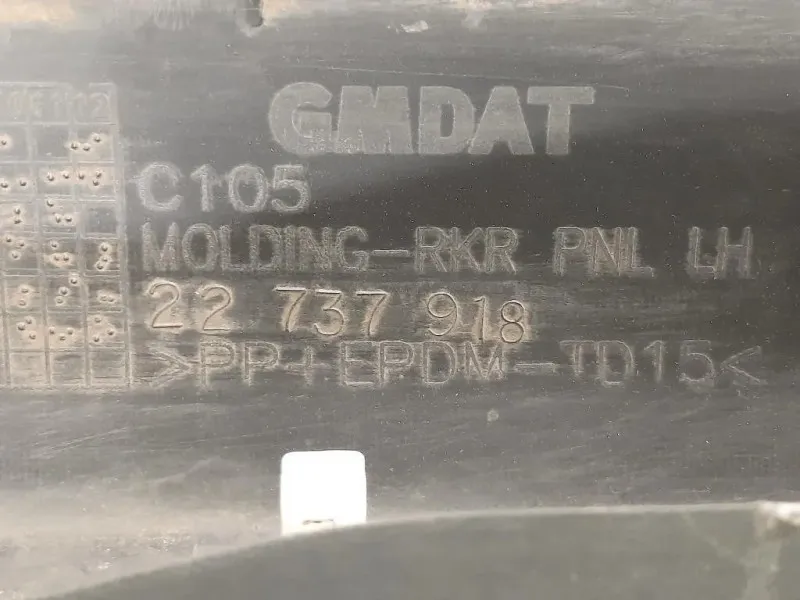 GMDAT
C105
MOLDING-RKR PNL LH
22 737 918
>PP+EPDM-TD15<